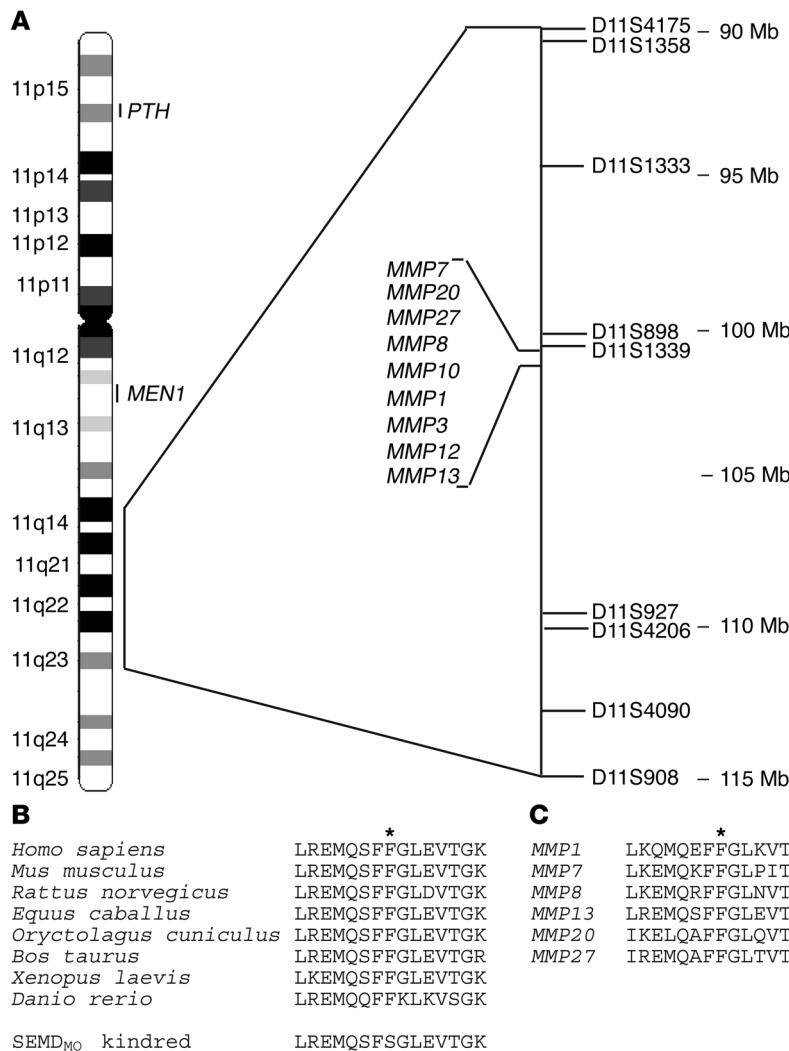 A
11p15
PTH
11p14
11p13
11p12
11p11
11q12
MEN1
11q13
11q14
11q21
11q22
11q23
11q24
11q25
MMP7
MMP20
MMP27
MMP8
MMP10
MMP1
MMP3
MMP12
MMP13
D11S4175
D11S1358
D11S1333
D11S898
D11S1339
D11S927
D11S4206
D11S4090
D11S908
– 90 Mb
– 95 Mb
– 100 Mb
– 105 Mb
– 110 Mb
– 115 Mb
B
*
Homo sapiens LREMQSFFGLEVTGK
Mus musculus LREMQSFFGLEVTGK
Rattus norvegicus LREMQSFFGLDVTGK
Equus caballus LREMQSFFGLEVTGK
Oryctolagus cuniculus LREMQSFFGLEVTGK
Bos taurus LREMQSFFGLEVTGR
Xenopus laevis LKEMQSFFGLEVTGK
Danio rerio LREMQQFFKLKVSGK
SEMDMO kindred LREMQSFSGLEVTGK
C
*
MMP1 LKQMQEFFGLKVT
MMP7 LKEMQKFFGLPIT
MMP8 LKEMQRFFGLNVT
MMP13 LREMQSFFGLEVT
MMP20 IKELQAFFGLQVT
MMP27 IREMQAFFGLTVT